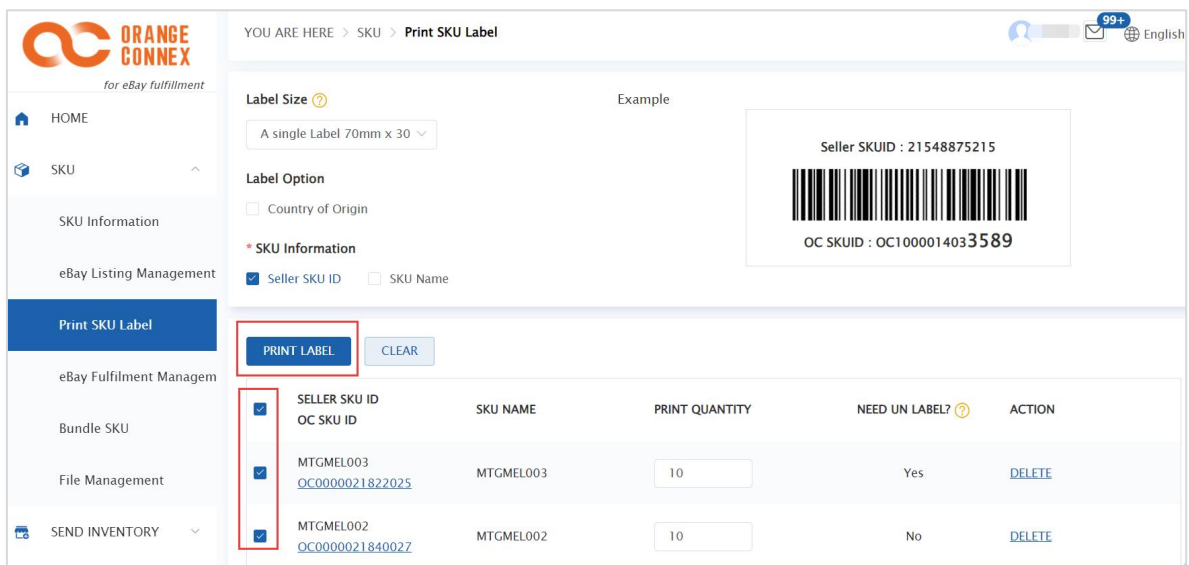 ORANGE
CONNEX
for eBay fulfillment
YOU ARE HERE > SKU > Print SKU Label
99+
English
HOME
SKU
SKU Information
eBay Listing Management
Print SKU Label
eBay Fulfilment Managem
Bundle SKU
File Management
SEND INVENTORY
Label Size ?
A single Label 70mm x 30
Label Option
Country of Origin
* SKU Information
Seller SKU ID SKU Name
Example
Seller SKUID : 21548875215
OC SKUID : OC1000014033589
PRINT LABEL CLEAR
SELLER SKU ID
OC SKU ID
SKU NAME PRINT QUANTITY NEED UN LABEL? ? ACTION
MTGMEL003
OC0000021822025
MTGMEL003 10 Yes DELETE
MTGMEL002
OC0000021840027
MTGMEL002 10 No DELETE